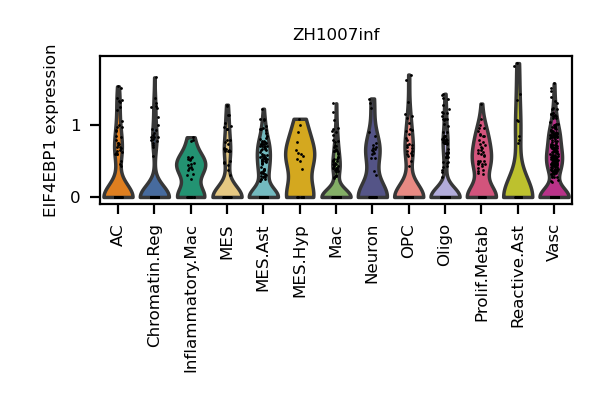 ZH1007inf
EIF4EBP1 expression
1
0
AC
Chromatin.Reg
Inflammatory.Mac
MES
MES.Ast
MES.Hyp
Mac
Neuron
OPC
Oligo
Prolif.Metab
Reactive.Ast
Vasc